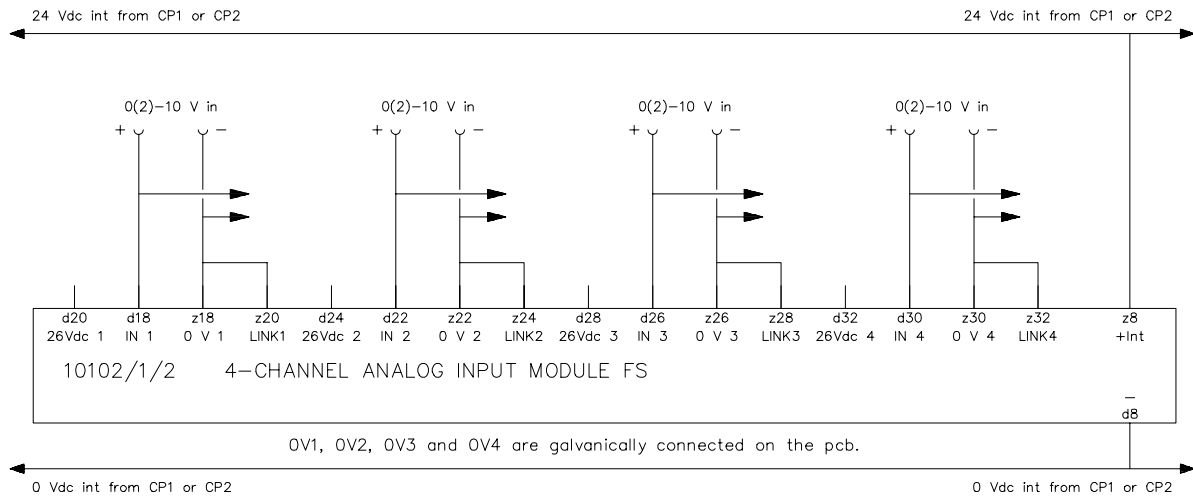 24 Vdc int from CP1 or CP2 24 Vdc int from CP1 or CP2
0(2)-10 V in 0(2)-10 V in 0(2)-10 V in 0(2)-10 V in
+ - + - + - + -
d20 d18 z18 z20 d24 d22 z22 z24 d28 d26 z26 z28 d32 d30 z30 z32 z8
26Vdc 1 IN 1 0 V 1 LINK1 26Vdc 2 IN 2 0 V 2 LINK2 26Vdc 3 IN 3 0 V 3 LINK3 26Vdc 4 IN 4 0 V 4 LINK4 +Int
10102/1/2 4-CHANNEL ANALOG INPUT MODULE FS
-
d8
0V1, 0V2, 0V3 and 0V4 are galvanically connected on the pcb.
0 Vdc int from CP1 or CP2 0 Vdc int from CP1 or CP2